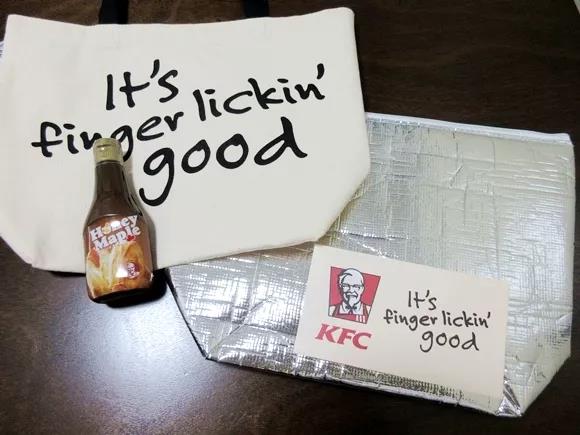 It's
finger lickin'
good
Honey
Maple
KFC
It's
finger lickin'
good